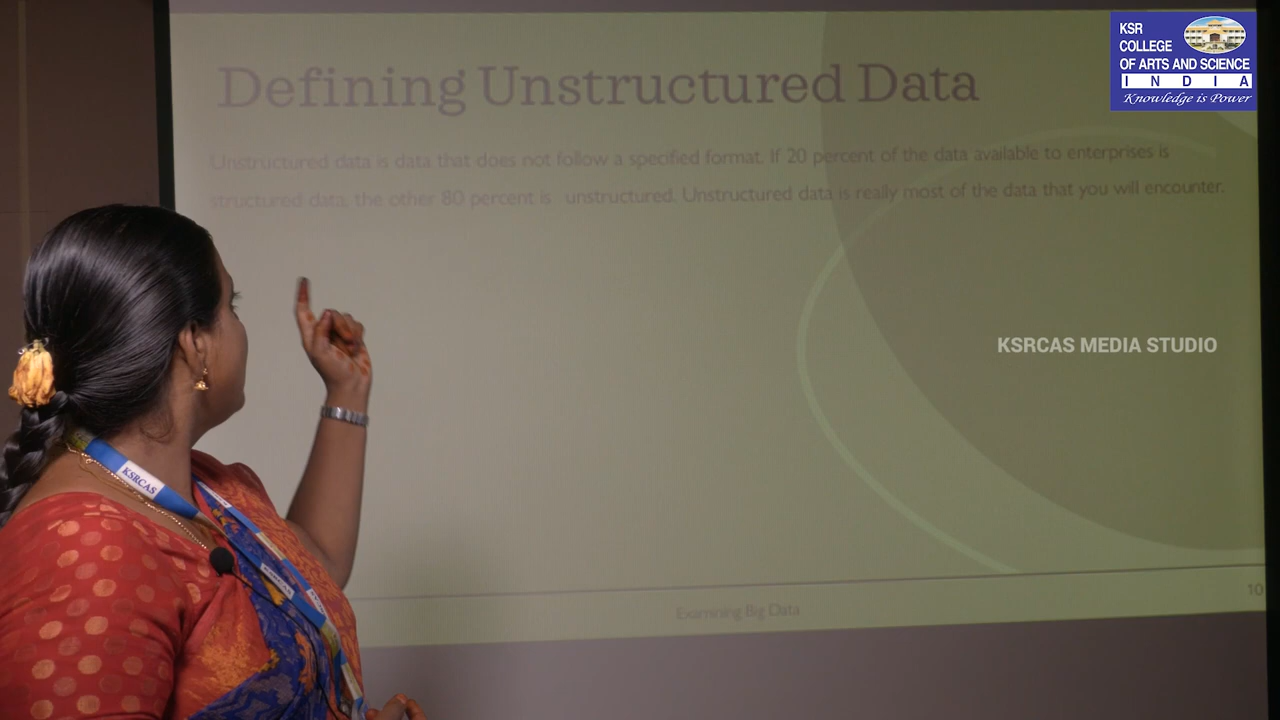 Defining Unstructured Data
Unstructured data is data that does not follow a specified format. If 20 percent of the data available to enterprises is
structured data, the other 80 percent is unstructured. Unstructured data is really most of the data that you will encounter.
Examining Big Data
10
KSR
COLLEGE
OF ARTS AND SCIENCE
INDIA
Knowledge is Power
KSRCAS MEDIA STUDIO
KSRCAS
KSRCAS